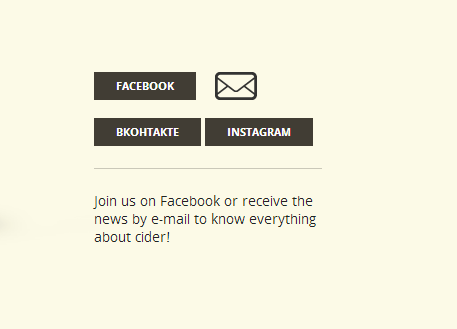 FACEBOOK
ВКОНТАКТЕ INSTAGRAM
Join us on Facebook or receive the
news by e-mail to know everything
about cider!